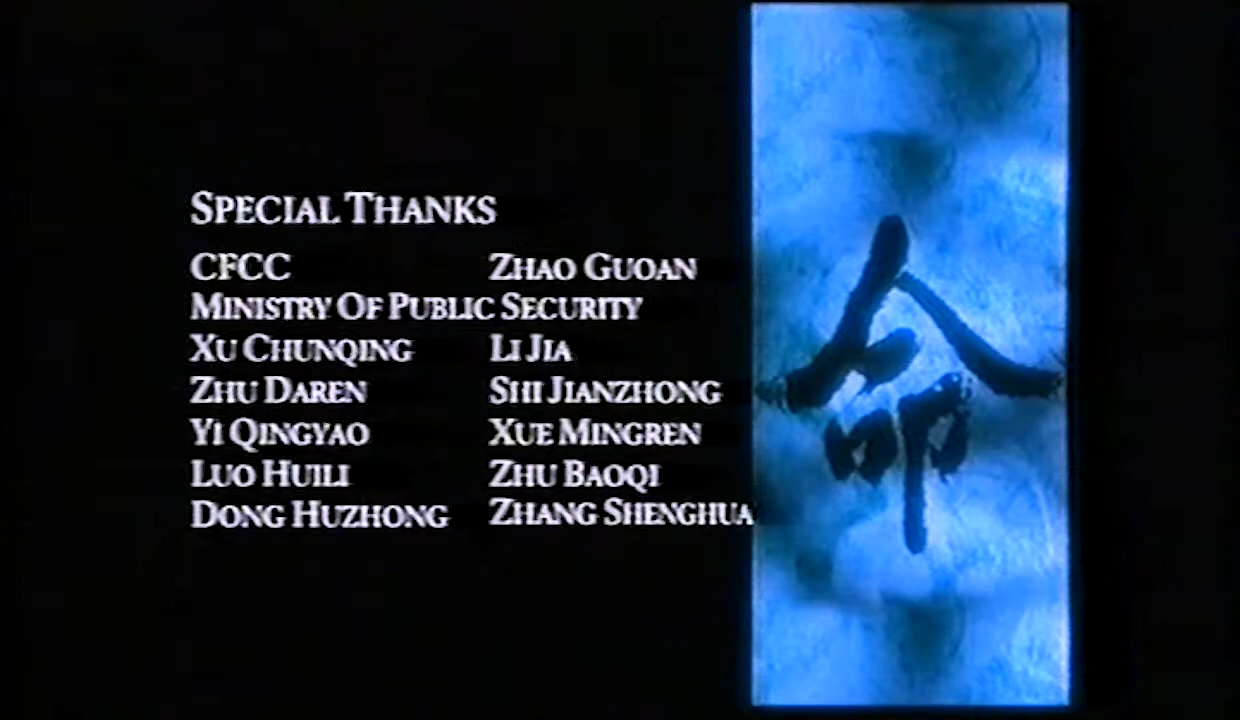 SPECIAL THANKS
CFCC ZHAO GUOAN
MINISTRY OF PUBLIC SECURITY
XU CHUNQING LI JIA
ZHU DAREN SHI JIANZHONG
YI QINGYAO XUE MINGREN
LUO HUILI ZHU BAOQI
DONG HUZHONG ZHANG SHENGHUA
命